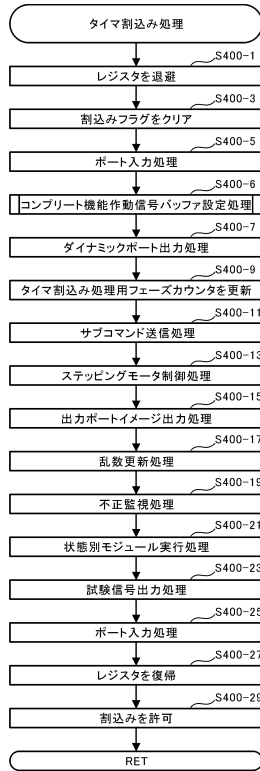 タイマ割込み処理
S400-1
レジスタを退避
S400-3
割込みフラグをクリア
S400-5
ポート入力処理
S400-6
コンプリート機能作動信号バッファ設定処理
S400-7
ダイナミックポート出力処理
S400-9
タイマ割込み処理用フェーズカウンタを更新
S400-11
サブコマンド送信処理
S400-13
ステッピングモータ制御処理
S400-15
出力ポートイメージ出力処理
S400-17
乱数更新処理
S400-19
不正監視処理
S400-21
状態別モジュール実行処理
S400-23
試験信号出力処理
S400-25
ポート入力処理
S400-27
レジスタを復帰
S400-29
割込みを許可
RET